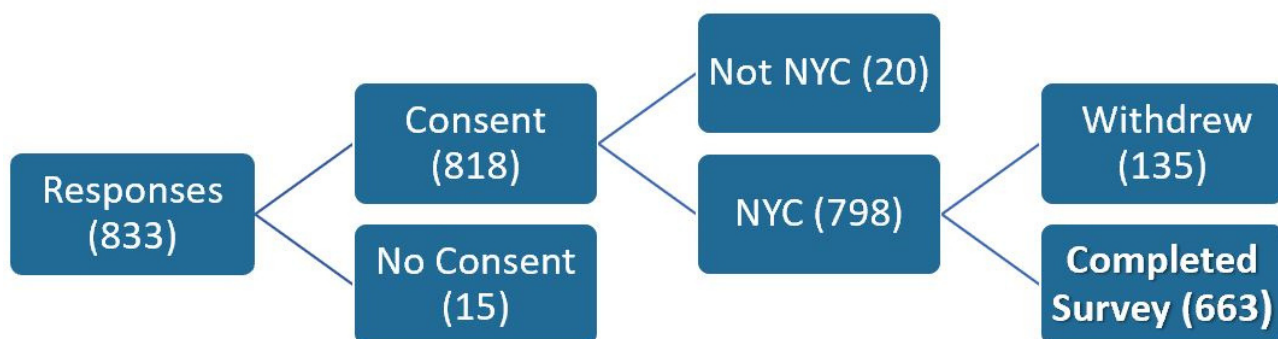 Responses
(833)
Consent
(818)
No Consent
(15)
Not NYC (20)
NYC (798)
Withdrew
(135)
Completed
Survey (663)